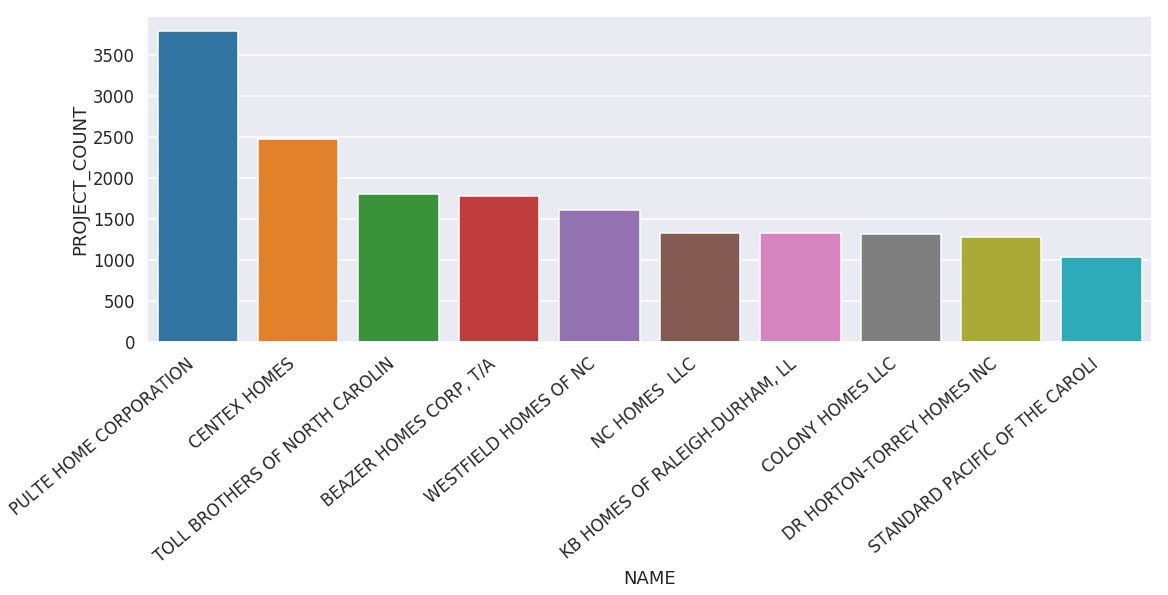 3500
3000
2500
2000
1500
1000
500
0
PROJECT_COUNT
PULTE HOME CORPORATION
CENTEX HOMES
TOLL BROTHERS OF NORTH CAROLIN
BEAZER HOMES CORP , T/A
WESTFIELD HOMES OF NC
NC HOMES  LLC
KB HOMES OF RALEIGH-DURHAM, LL
COLONY HOMES LLC
DR HORTON-TORREY HOMES INC
STANDARD PACIFIC OF THE CAROLI
NAME